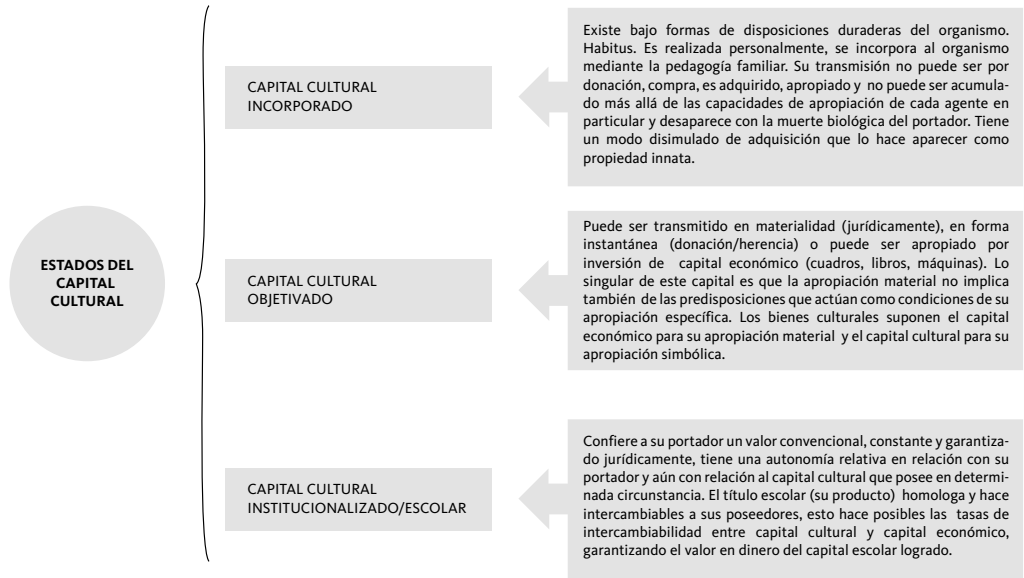 ESTADOS DEL
CAPITAL
CULTURAL
CAPITAL CULTURAL
INCORPORADO
Existe bajo formas de disposiciones duraderas del organismo.
Habitus. Es realizada personalmente, se incorpora al organismo
mediante la pedagogía familiar. Su transmisión no puede ser por
donación, compra, es adquirido, apropiado y no puede ser acumula-
do más allá de las capacidades de apropiación de cada agente en
particular y desaparece con la muerte biológica del portador. Tiene
un modo disimulado de adquisición que lo hace aparecer como
propiedad innata.
CAPITAL CULTURAL
OBJETIVADO
Puede ser transmitido en materialidad (jurídicamente), en forma
instantánea (donación/herencia) o puede ser apropiado por
inversión de capital económico (cuadros, libros, máquinas). Lo
singular de este capital es que la apropiación material no implica
también de las predisposiciones que actúan como condiciones de su
apropiación específica. Los bienes culturales suponen el capital
económico para su apropiación material y el capital cultural para su
apropiación simbólica.
CAPITAL CULTURAL
INSTITUCIONALIZADO/ESCOLAR
Confiere a su portador un valor convencional, constante y garantiza-
do jurídicamente, tiene una autonomía relativa en relación con su
portador y aún con relación al capital cultural que posee en determi-
nada circunstancia. El título escolar (su producto) homologa y hace
intercambiables a sus poseedores, esto hace posibles las tasas de
intercambiabilidad entre capital cultural y capital económico,
garantizando el valor en dinero del capital escolar logrado.